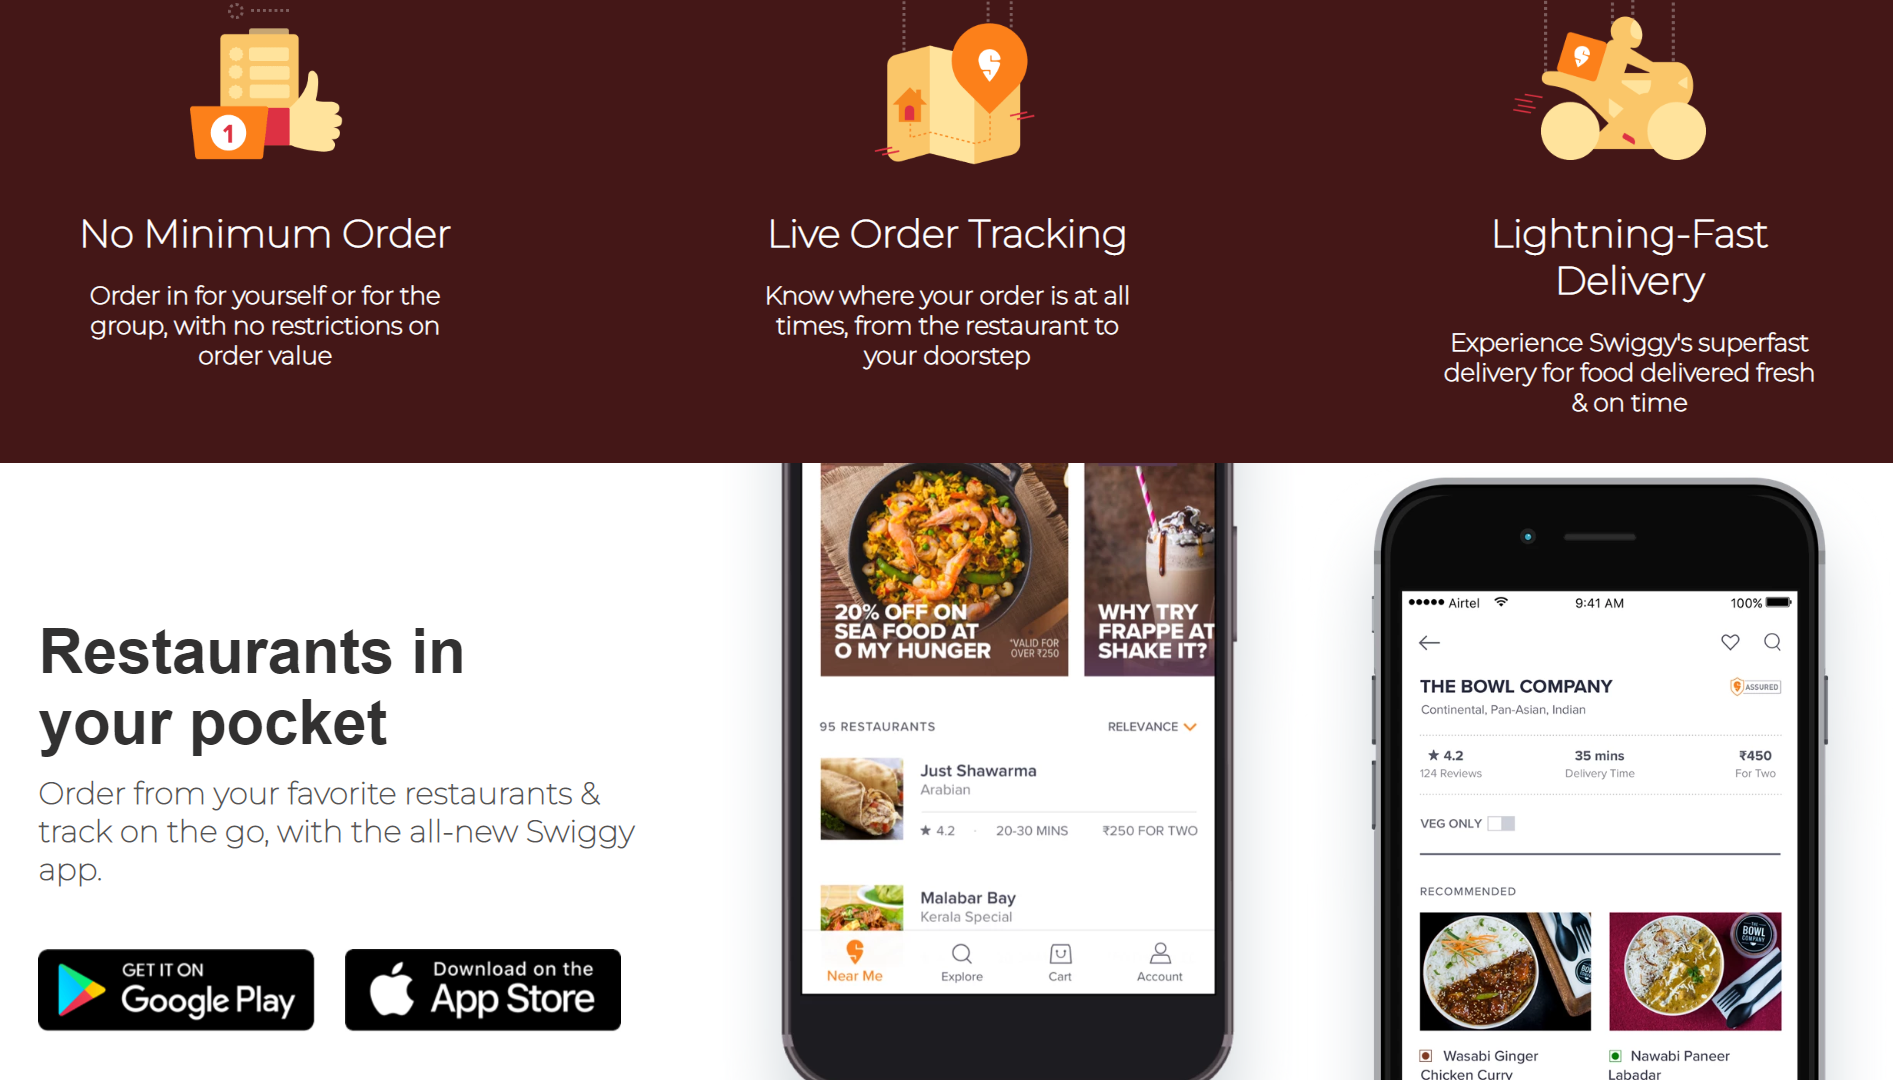 1
No Minimum Order
Order in for yourself or for the
group, with no restrictions on
order value
Live Order Tracking
Know where your order is at all
times, from the restaurant to
your doorstep
Lightning-Fast
Delivery
Experience Swiggy's superfast
delivery for food delivered fresh
& on time
Restaurants in
your pocket
Order from your favorite restaurants &
track on the go, with the all-new Swiggy
app.
GET IT ON
Google Play
Download on the
App Store
20% OFF ON
SEA FOOD AT
O MY HUNGER
*VALID FOR
OVER ₹250
WHY TRY
FRAPPE AT
SHAKE IT?
95 RESTAURANTS
RELEVANCE
Just Shawarma
Arabian
★ 4.2 · 20-30 MINS ₹250 FOR TWO
Malabar Bay
Kerala Special
Near Me
Explore
Cart
Account
Airtel 9:41 AM 100%
THE BOWL COMPANY
ASSURED
Continental, Pan-Asian, Indian
★ 4.2 35 mins ₹450
124 Reviews Delivery Time For Two
VEG ONLY
RECOMMENDED
THE
BOWL
COMPANY
Wasabi Ginger
Chicken Curry
Nawabi Paneer
Labadar